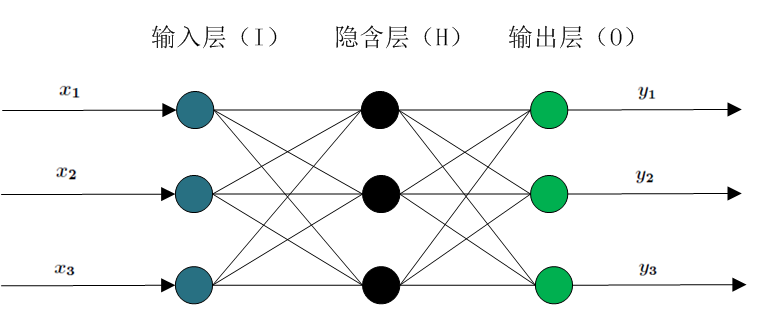 输入层（I） 隐含层（H） 输出层（O）
x₁ y₁
x₂ y₂
x₃ y₃